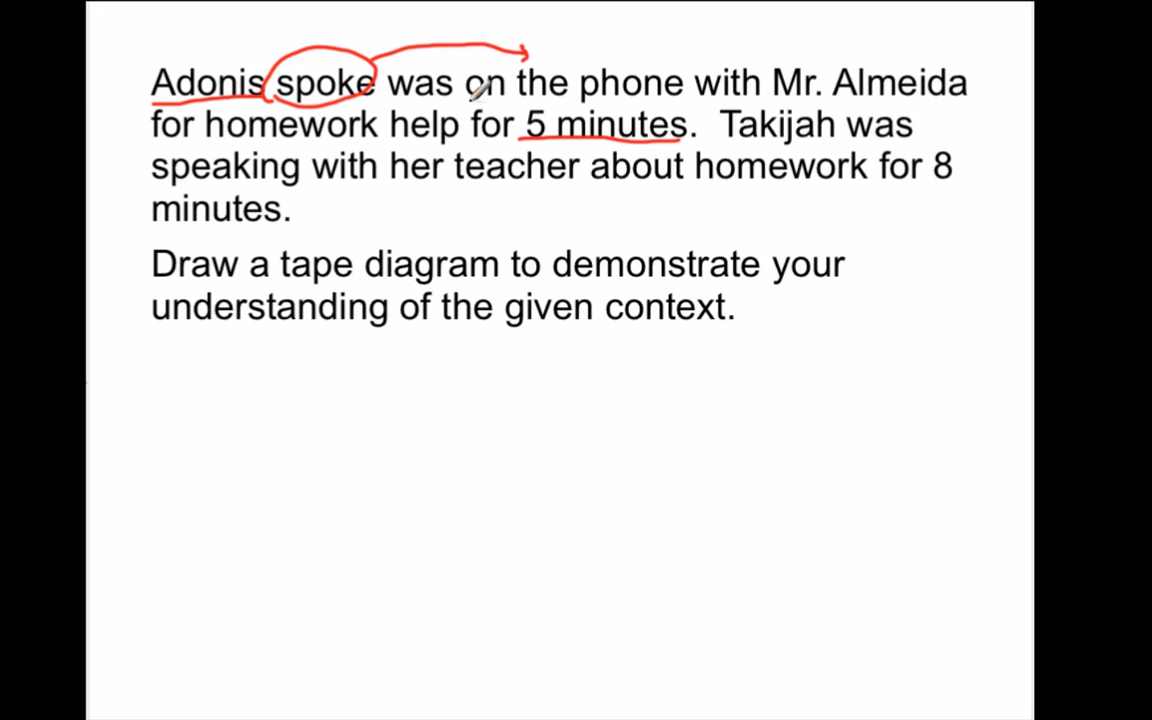 Adonis spoke was on the phone with Mr. Almeida
for homework help for 5 minutes. Takijah was
speaking with her teacher about homework for 8
minutes.
Draw a tape diagram to demonstrate your
understanding of the given context.